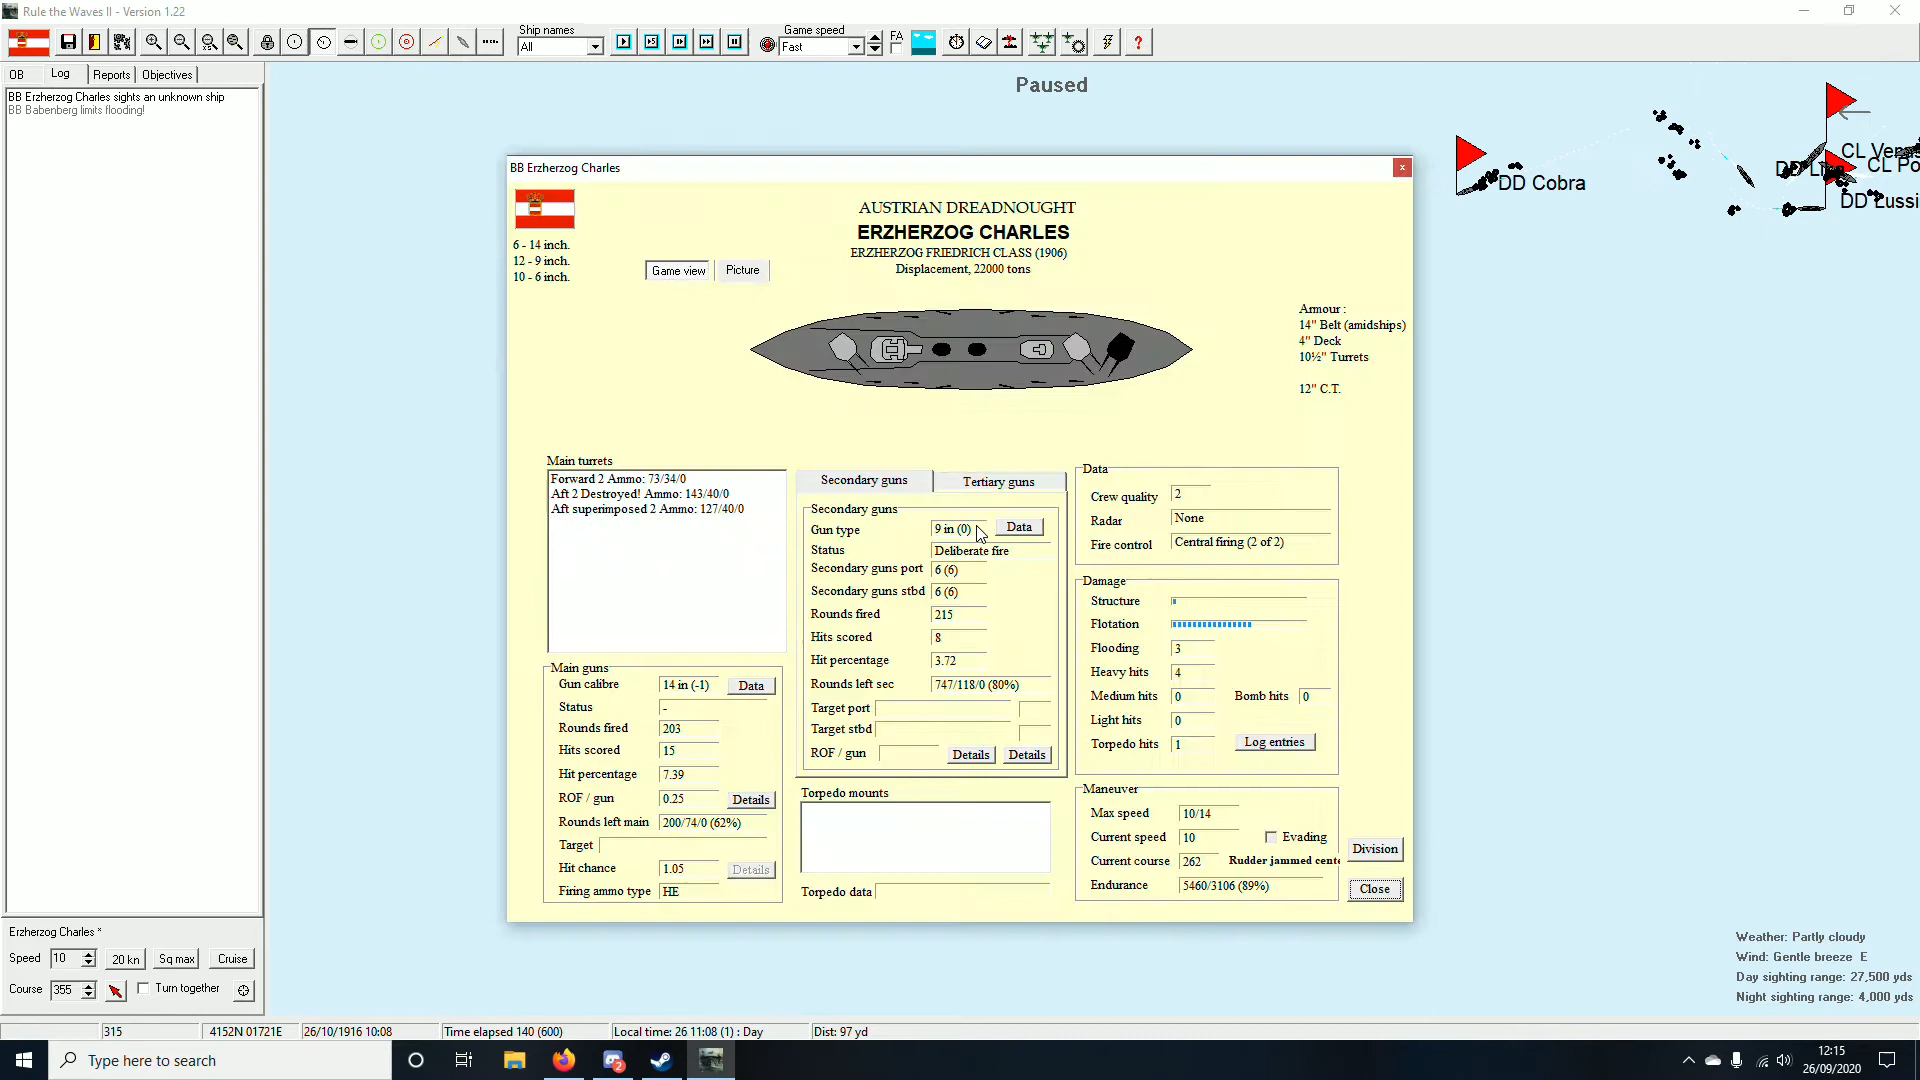 Rule the Waves II - Version 1.22
Ship names
All
Game speed
Fast
FA
?
OB
Log
Reports
Objectives
BB Erzherzog Charles sights an unknown ship
BB Babenberg limits flooding!
Paused
DD Cobra
CL Po
DD Lussi
BB Erzherzog Charles
x
6 - 14 inch.
12 - 9 inch.
10 - 6 inch.
Game view
Picture
AUSTRIAN DREADNOUGHT
ERZHERZOG CHARLES
ERZHERZOG FRIEDRICH CLASS (1906)
Displacement, 22000 tons
Armour :
14" Belt (amidships)
4" Deck
10½" Turrets
12" C.T.
Main turrets
Forward 2 Ammo: 73/34/0
Aft 2 Destroyed! Ammo: 143/40/0
Aft superimposed 2 Ammo: 127/40/0
Main guns
Gun calibre 14 in (-1) Data
Status -
Rounds fired 203
Hits scored 15
Hit percentage 7.39
ROF / gun 0.25 Details
Rounds left main 200/74/0 (62%)
Target
Hit chance 1.05 Details
Firing ammo type HE
Secondary guns
Tertiary guns
Secondary guns
Gun type 9 in (0) Data
Status Deliberate fire
Secondary guns port 6 (6)
Secondary guns stbd 6 (6)
Rounds fired 215
Hits scored 8
Hit percentage 3.72
Rounds left sec 747/118/0 (80%)
Target port
Target stbd
ROF / gun Details Details
Torpedo mounts
Torpedo data
Data
Crew quality 2
Radar None
Fire control Central firing (2 of 2)
Damage
Structure
Flotation
Flooding 3
Heavy hits 4
Medium hits 0 Bomb hits 0
Light hits 0
Torpedo hits 1 Log entries
Maneuver
Max speed 10/14
Current speed 10 Evading
Current course 262 Rudder jammed cente
Endurance 5460/3106 (89%)
Division
Close
Erzherzog Charles *
Speed 10 20 kn Sq max Cruise
Course 355 Turn together
Weather: Partly cloudy
Wind: Gentle breeze E
Day sighting range: 27,500 yds
Night sighting range: 4,000 yds
315 4152N 01721E 26/10/1916 10:08 Time elapsed 140 (600) Local time: 26 11:08 (1) : Day Dist: 97 yd
Type here to search
2
12:15
26/09/2020